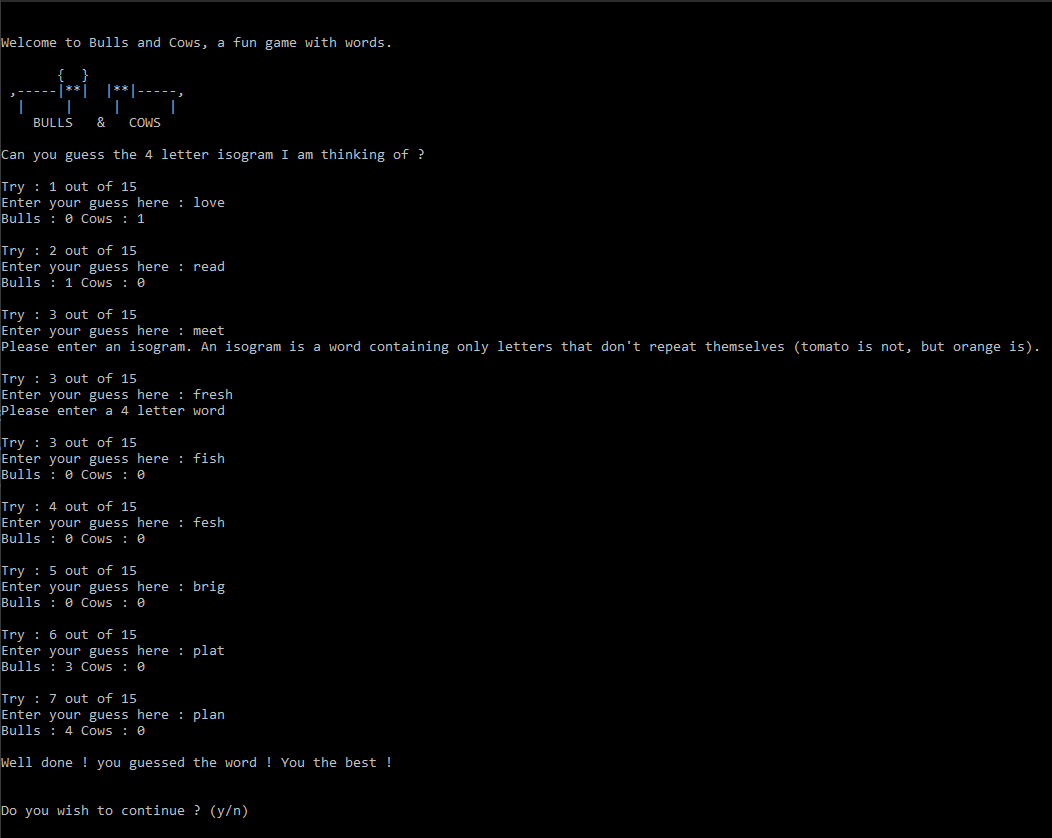 Welcome to Bulls and Cows, a fun game with words.
{  }
,-----|**|  |**|-----,
|     |     |      |
BULLS   &   COWS
Can you guess the 4 letter isogram I am thinking of ?
Try : 1 out of 15
Enter your guess here : love
Bulls : 0 Cows : 1
Try : 2 out of 15
Enter your guess here : read
Bulls : 1 Cows : 0
Try : 3 out of 15
Enter your guess here : meet
Please enter an isogram. An isogram is a word containing only letters that don't repeat themselves (tomato is not, but orange is).
Try : 3 out of 15
Enter your guess here : fresh
Please enter a 4 letter word
Try : 3 out of 15
Enter your guess here : fish
Bulls : 0 Cows : 0
Try : 4 out of 15
Enter your guess here : fesh
Bulls : 0 Cows : 0
Try : 5 out of 15
Enter your guess here : brig
Bulls : 0 Cows : 0
Try : 6 out of 15
Enter your guess here : plat
Bulls : 3 Cows : 0
Try : 7 out of 15
Enter your guess here : plan
Bulls : 4 Cows : 0
Well done ! you guessed the word ! You the best !
Do you wish to continue ? (y/n)